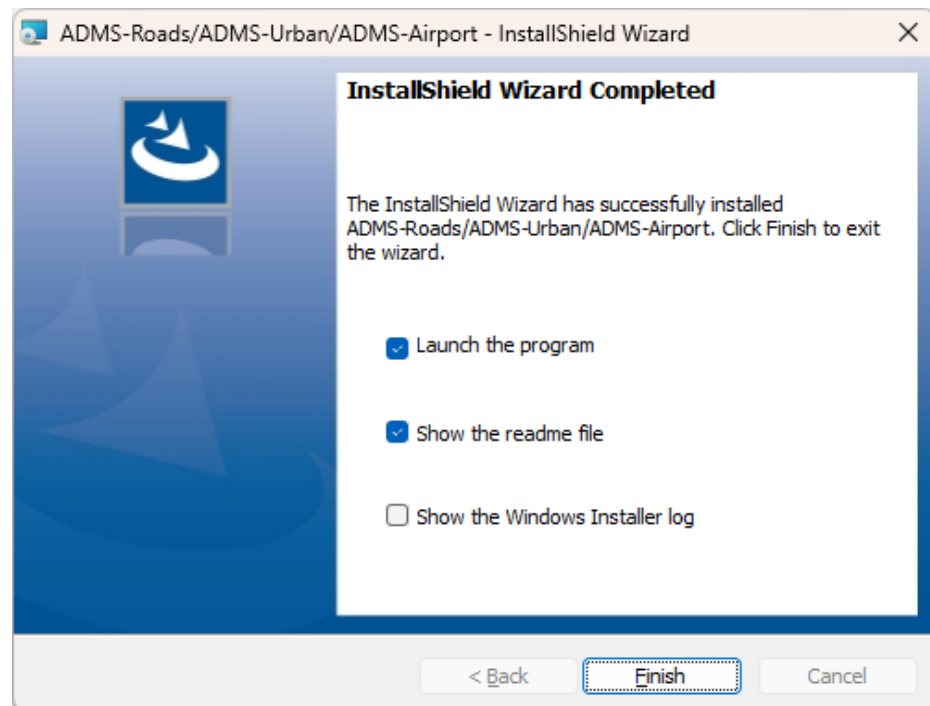 ADMS-Roads/ADMS-Urban/ADMS-Airport - InstallShield Wizard
InstallShield Wizard Completed
The InstallShield Wizard has successfully installed
ADMS-Roads/ADMS-Urban/ADMS-Airport. Click Finish to exit
the wizard.
Launch the program
Show the readme file
Show the Windows Installer log
< Back
Finish
Cancel